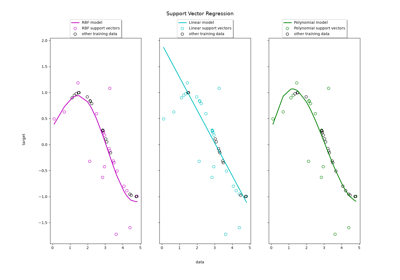 Support Vector Regression
RBF model
RBF support vectors
other training data
Linear model
Linear support vectors
other training data
Polynomial model
Polynomial support vectors
other training data
target
2.0
1.5
1.0
0.5
0.0
−0.5
−1.0
−1.5
0 1 2 3 4 5
0 1 2 3 4 5
0 1 2 3 4 5
data